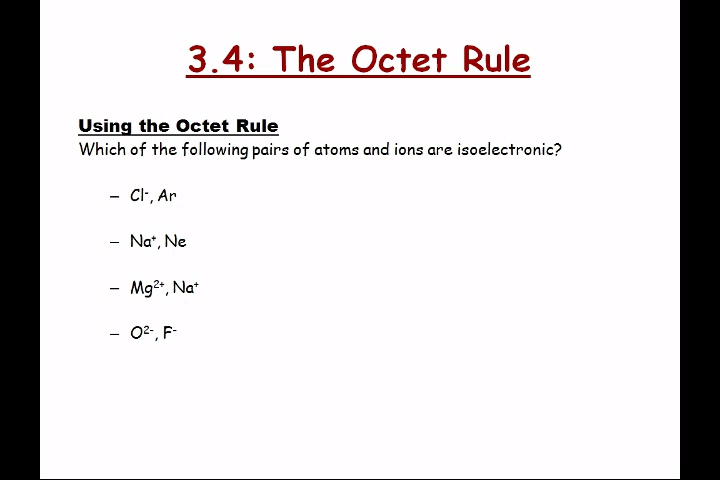 3.4: The Octet Rule
Using the Octet Rule
Which of the following pairs of atoms and ions are isoelectronic?
– Cl⁻, Ar
– Na⁺, Ne
– Mg²⁺, Na⁺
– O²⁻, F⁻